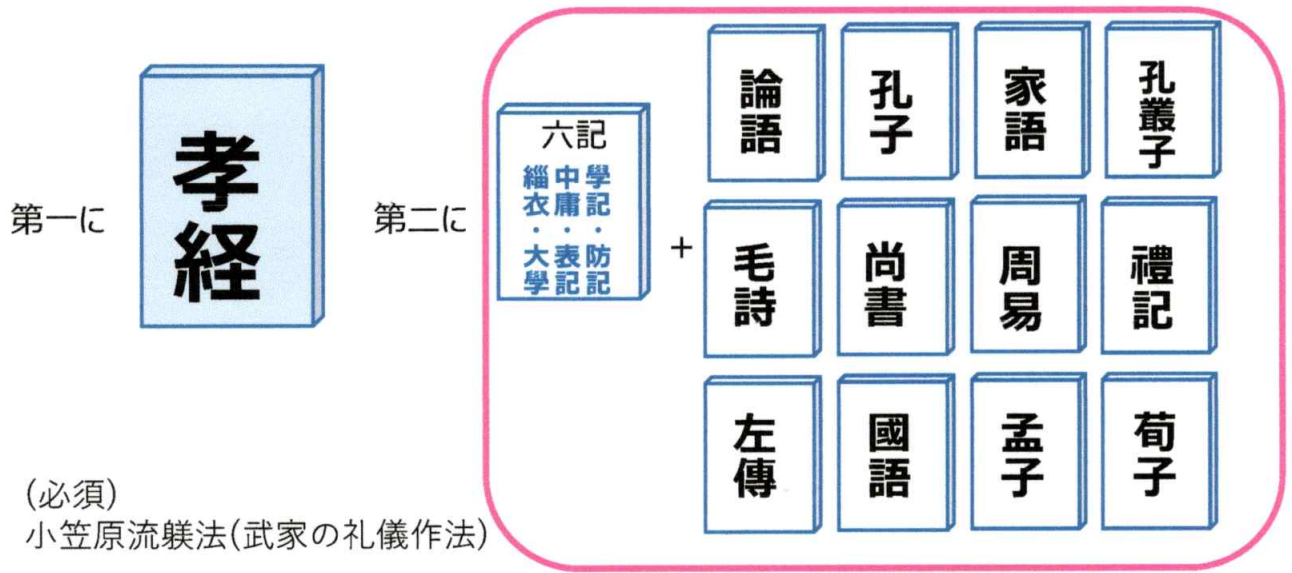 第一に
孝経
第二に
六記
學記・防記
中庸・表記
緇衣・大學
+
論語
孔子
家語
孔叢子
毛詩
尚書
周易
禮記
左傳
國語
孟子
荀子
(必須)
小笠原流躾法(武家の礼儀作法)